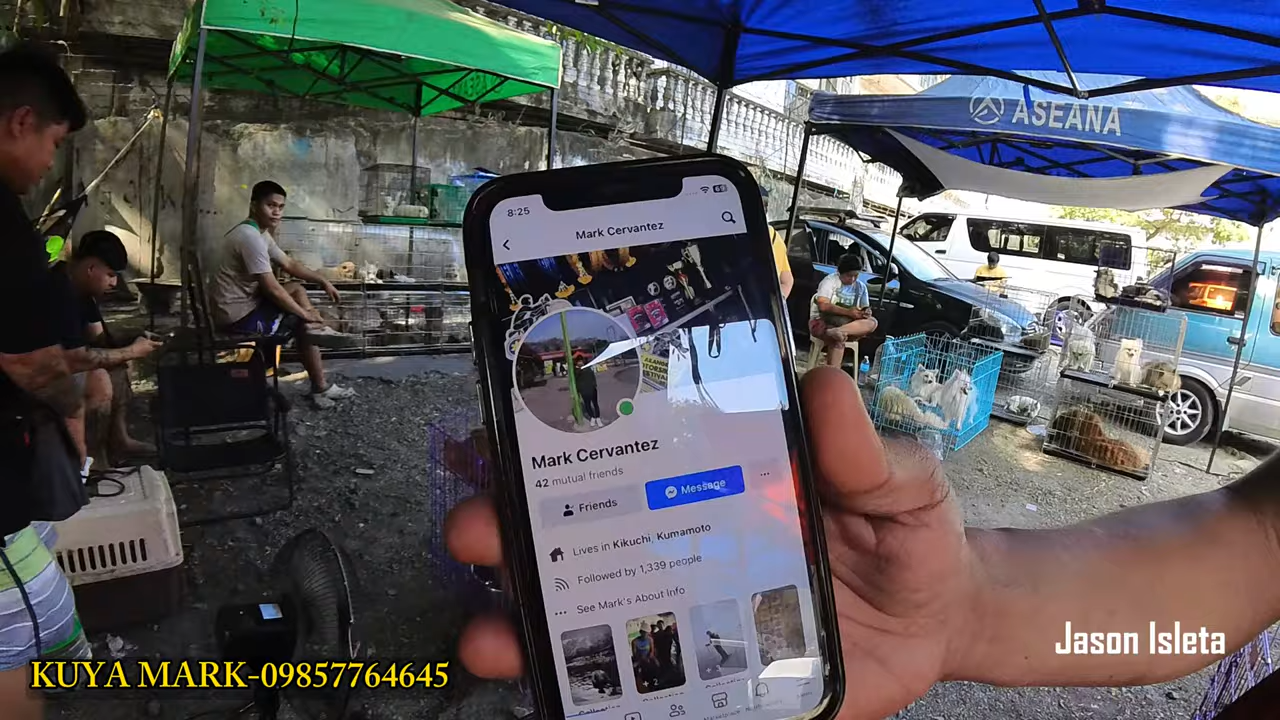 ASEANA
8:25
Mark Cervantez
Mark Cervantez
42 mutual friends
Friends
Message
Lives in Kikuchi, Kumamoto
Followed by 1,339 people
See Mark's About Info
Jason Isleta
KUYA MARK-09857764645